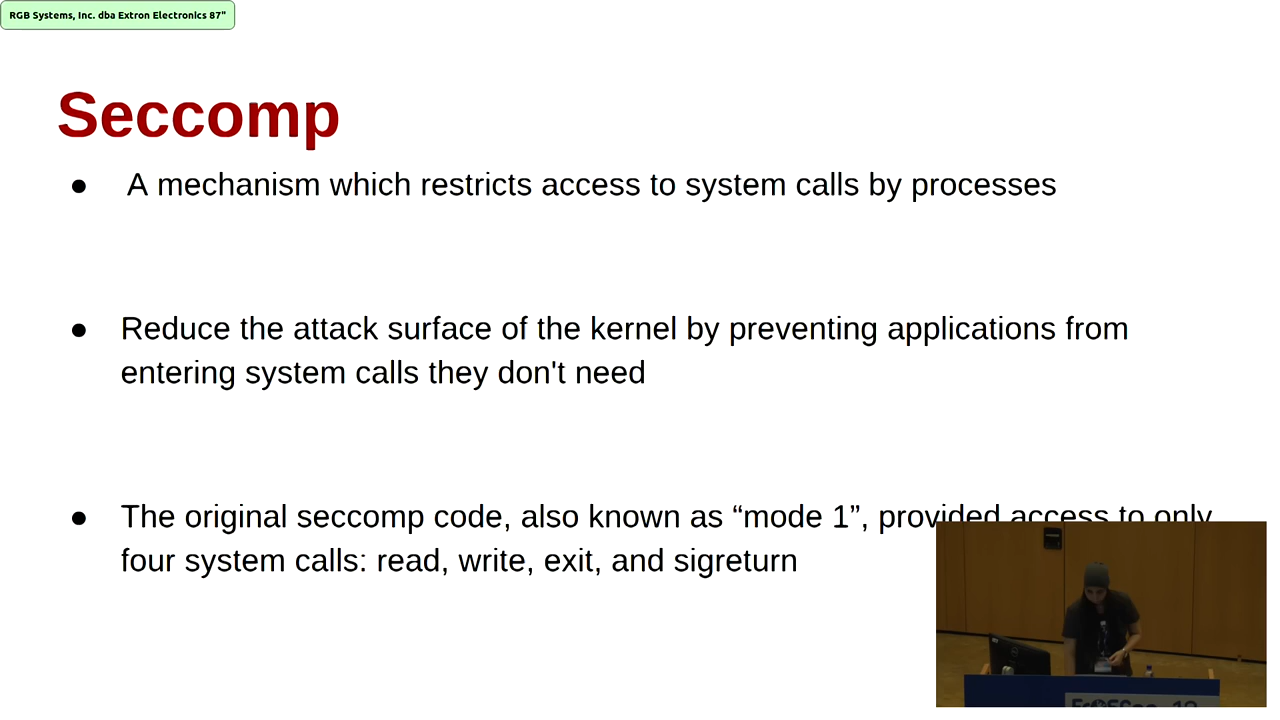 RGB Systems, Inc. dba Extron Electronics 87"
Seccomp
● A mechanism which restricts access to system calls by processes
● Reduce the attack surface of the kernel by preventing applications from
entering system calls they don't need
● The original seccomp code, also known as “mode 1”, provided access to only
four system calls: read, write, exit, and sigreturn